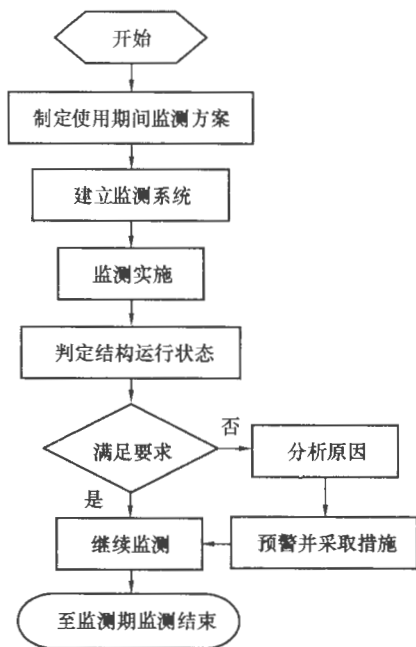 开始
制定使用期间监测方案
建立监测系统
监测实施
判定结构运行状态
满足要求
否
分析原因
是
继续监测
预警并采取措施
至监测期监测结束